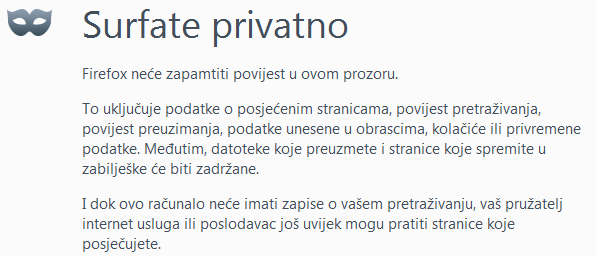 Surfate privatno
Firefox neće zapamtiti povijest u ovom prozoru.
To uključuje podatke o posjećenim stranicama, povijest pretraživanja,
povijest preuzimanja, podatke unesene u obrascima, kolačiće ili privremene
podatke. Međutim, datoteke koje preuzmete i stranice koje spremite u
zabilješke će biti zadržane.
I dok ovo računalo neće imati zapise o vašem pretraživanju, vaš pružatelj
internet usluga ili poslodavac još uvijek mogu pratiti stranice koje
posječujete.